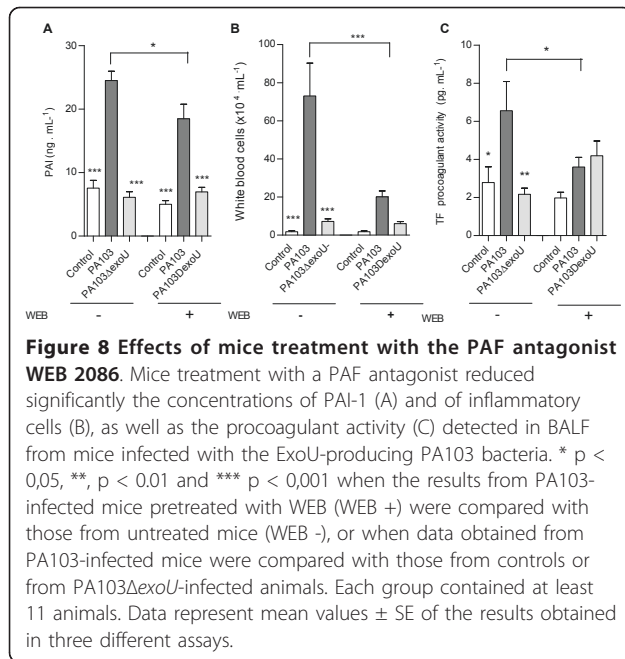 A
B
C
30
20
10
0
PAI (ng . mL-1)
*
***
***
***
***
Control
PA103
PA103ΔexoU
Control
PA103
PA103DexoU
WEB
-
+
100
80
60
40
20
0
White blood cells (x10-4 .mL-1)
***
***
***
Control
PA103
PA103ΔexoU-
Control
PA103
PA103DexoU
WEB
-
+
8
6
4
2
0
TF procoagulant activity (pg. mL-1)
*
*
**
Control
PA103
PA103ΔexoU
Control
PA103
PA103DexoU
WEB
-
+
Figure 8 Effects of mice treatment with the PAF antagonist
WEB 2086. Mice treatment with a PAF antagonist reduced
significantly the concentrations of PAI-1 (A) and of inflammatory
cells (B), as well as the procoagulant activity (C) detected in BALF
from mice infected with the ExoU-producing PA103 bacteria. * p <
0,05, **, p < 0.01 and *** p < 0,001 when the results from PA103-
infected mice pretreated with WEB (WEB +) were compared with
those from untreated mice (WEB -), or when data obtained from
PA103-infected mice were compared with those from controls or
from PA103ΔexoU-infected animals. Each group contained at least
11 animals. Data represent mean values ± SE of the results obtained
in three different assays.